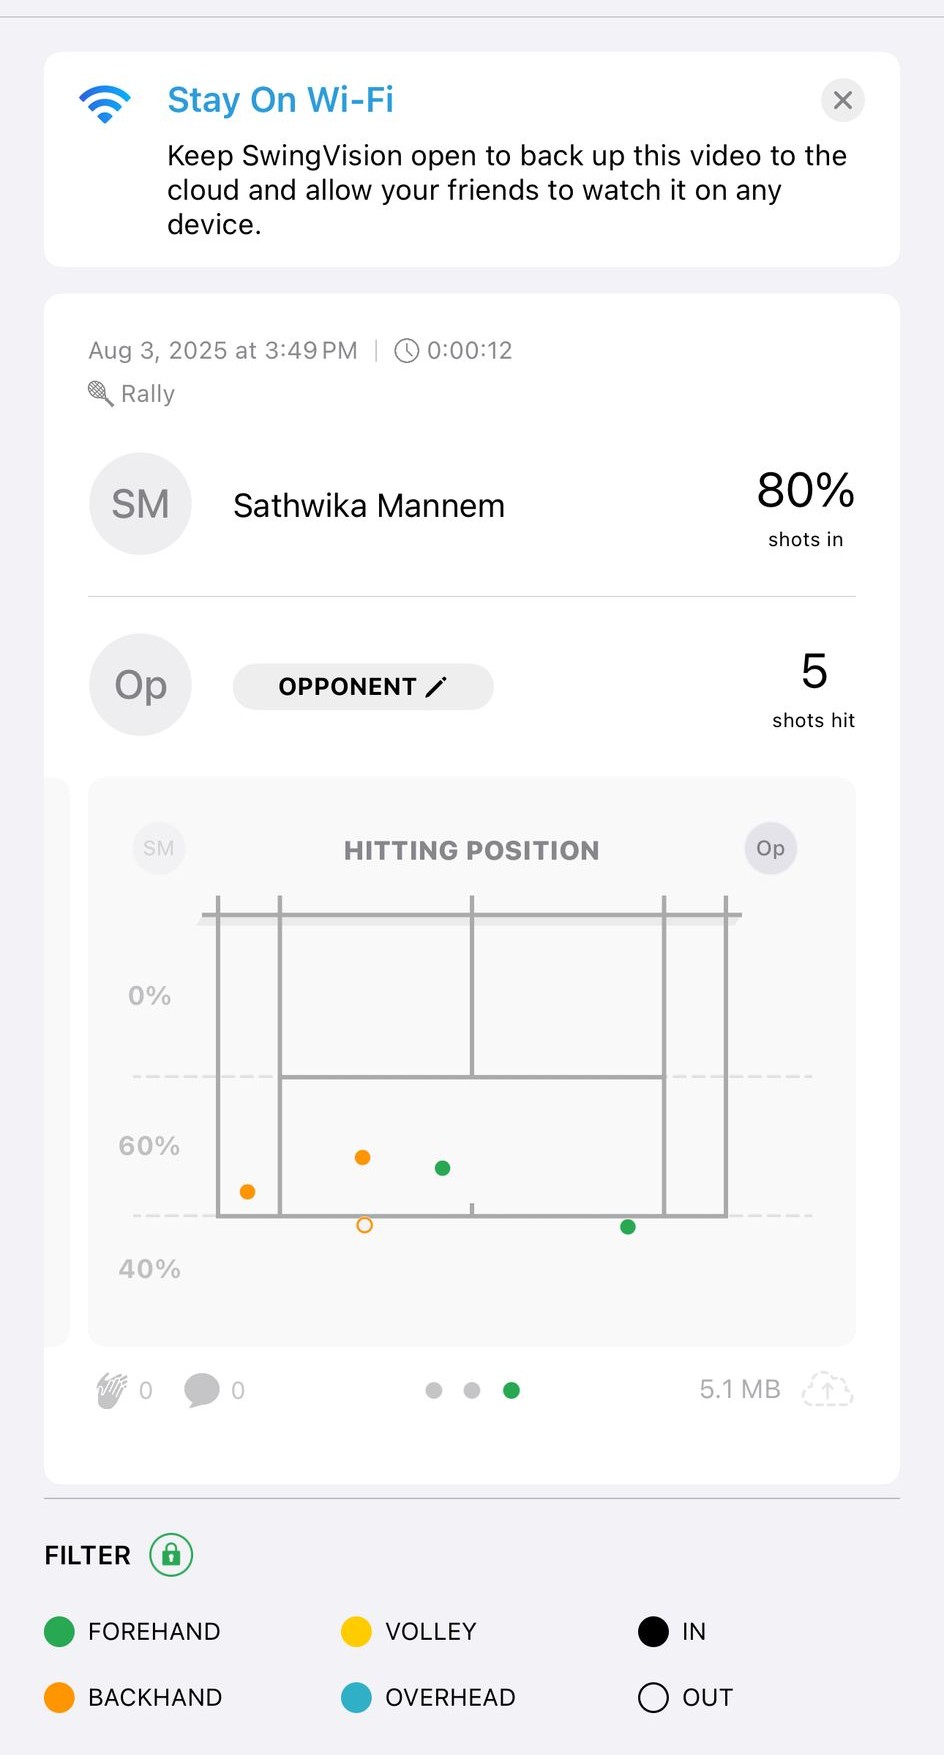 Stay On Wi-Fi
Keep SwingVision open to back up this video to the
cloud and allow your friends to watch it on any
device.
Aug 3, 2025 at 3:49 PM | 0:00:12
Rally
SM
Sathwika Mannem
80%
shots in
Op
OPPONENT
5
shots hit
SM
HITTING POSITION
Op
0%
60%
40%
0
0
5.1 MB
FILTER
FOREHAND
VOLLEY
IN
BACKHAND
OVERHEAD
OUT